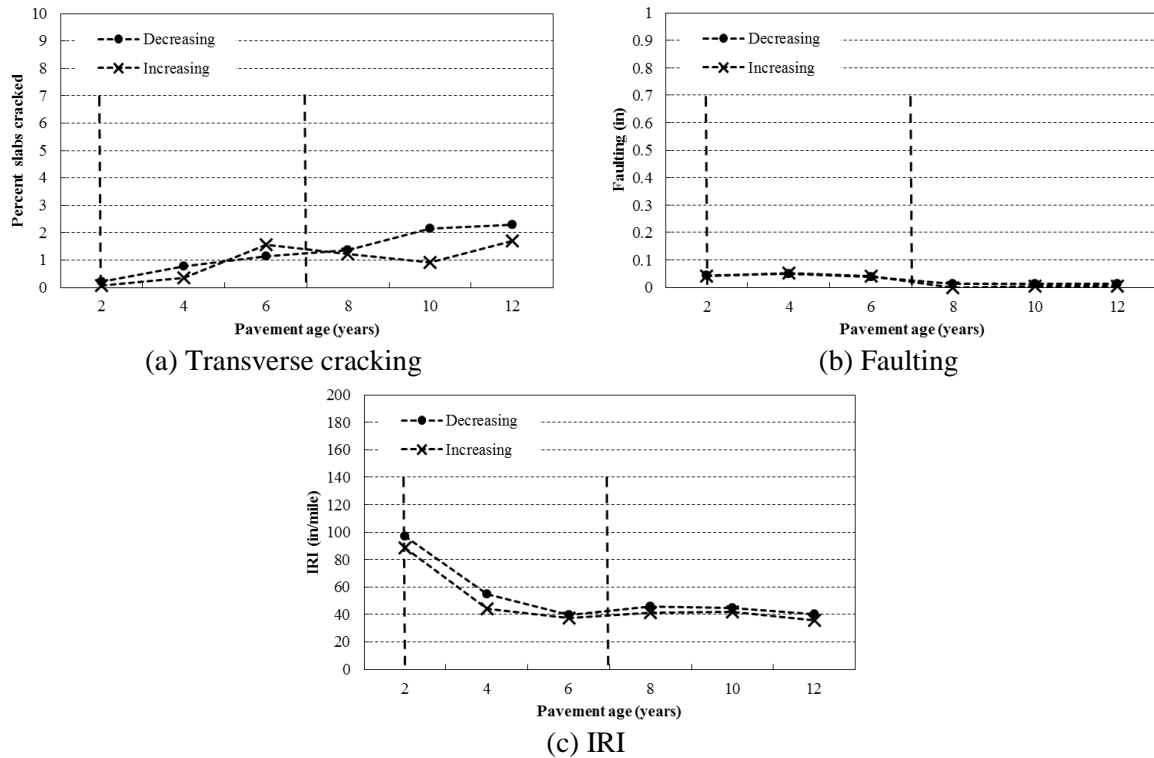 10
9
8
7
6
5
4
3
2
1
0
Percent slabs cracked
Decreasing
Increasing
2 4 6 8 10 12
Pavement age (years)
(a) Transverse cracking
1
0.9
0.8
0.7
0.6
0.5
0.4
0.3
0.2
0.1
0
Faulting (in)
Decreasing
Increasing
2 4 6 8 10 12
Pavement age (years)
(b) Faulting
200
180
160
140
120
100
80
60
40
20
0
IRI (in/mile)
Decreasing
Increasing
2 4 6 8 10 12
Pavement age (years)
(c) IRI